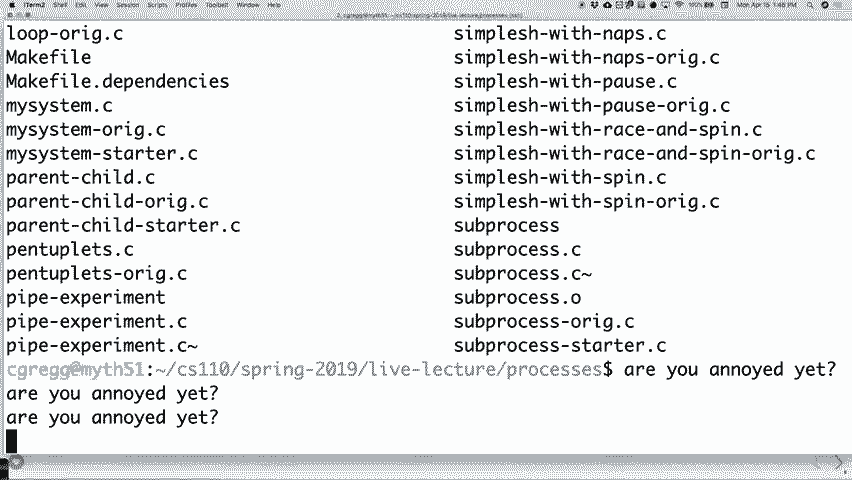 iTerm2 Shell Edit View Session Scripts Profiles Toolbelt Window Help Mon Apr 15 1:48 PM
loop-orig.c simplesh-with-naps.c
Makefile simplesh-with-naps-orig.c
Makefile.dependencies simplesh-with-pause.c
mysystem.c simplesh-with-pause-orig.c
mysystem-orig.c simplesh-with-race-and-spin.c
mysystem-starter.c simplesh-with-race-and-spin-orig.c
parent-child.c simplesh-with-spin.c
parent-child-orig.c simplesh-with-spin-orig.c
parent-child-starter.c subprocess
pentuplets.c subprocess.c
pentuplets-orig.c subprocess.c~
pipe-experiment subprocess.o
pipe-experiment.c subprocess-orig.c
pipe-experiment.c~ subprocess-starter.c
cgregg@myth51:~/cs110/spring-2019/live-lecture/processes$ are you annoyed yet?
are you annoyed yet?
are you annoyed yet?